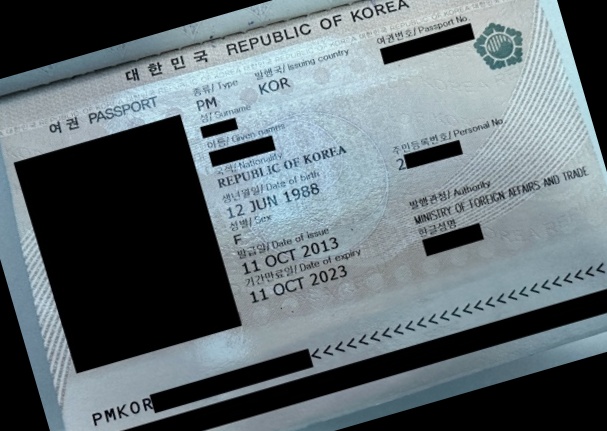 대한민국 REPUBLIC OF KOREA
여권 PASSPORT
종류/ Type 발행국/ Issuing country 여권번호/ Passport No.
PM KOR
성/ Surname
이름/ Given names
국적/ Nationality 주민등록번호/ Personal No.
REPUBLIC OF KOREA 2
생년월일/ Date of birth
12 JUN 1988
성별/ Sex 발행관청/ Authority
F MINISTRY OF FOREIGN AFFAIRS AND TRADE
발급일/ Date of issue 한글성명
11 OCT 2013
기간만료일/ Date of expiry
11 OCT 2023
PMKOR <<<<<<<<<<<<<<<<<<<<<<<<<